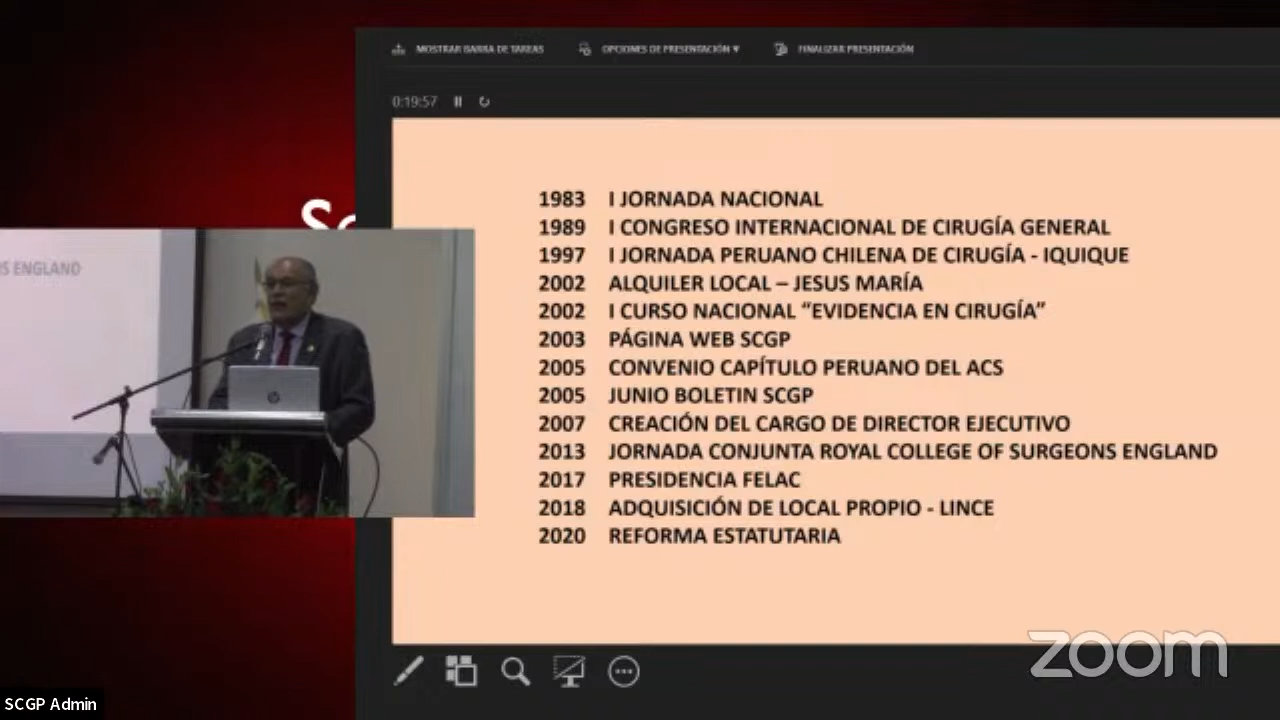 MOSTRAR BARRA DE TAREAS
OPCIONES DE PRESENTACIÓN ▼
FINALIZAR PRESENTACIÓN
0:19:57
1983 I JORNADA NACIONAL
1989 I CONGRESO INTERNACIONAL DE CIRUGÍA GENERAL
1997 I JORNADA PERUANO CHILENA DE CIRUGÍA - IQUIQUE
2002 ALQUILER LOCAL – JESUS MARÍA
2002 I CURSO NACIONAL “EVIDENCIA EN CIRUGÍA”
2003 PÁGINA WEB SCGP
2005 CONVENIO CAPÍTULO PERUANO DEL ACS
2005 JUNIO BOLETIN SCGP
2007 CREACIÓN DEL CARGO DE DIRECTOR EJECUTIVO
2013 JORNADA CONJUNTA ROYAL COLLEGE OF SURGEONS ENGLAND
2017 PRESIDENCIA FELAC
2018 ADQUISICIÓN DE LOCAL PROPIO - LINCE
2020 REFORMA ESTATUTARIA
ENGLAND
zoom
SCGP Admin